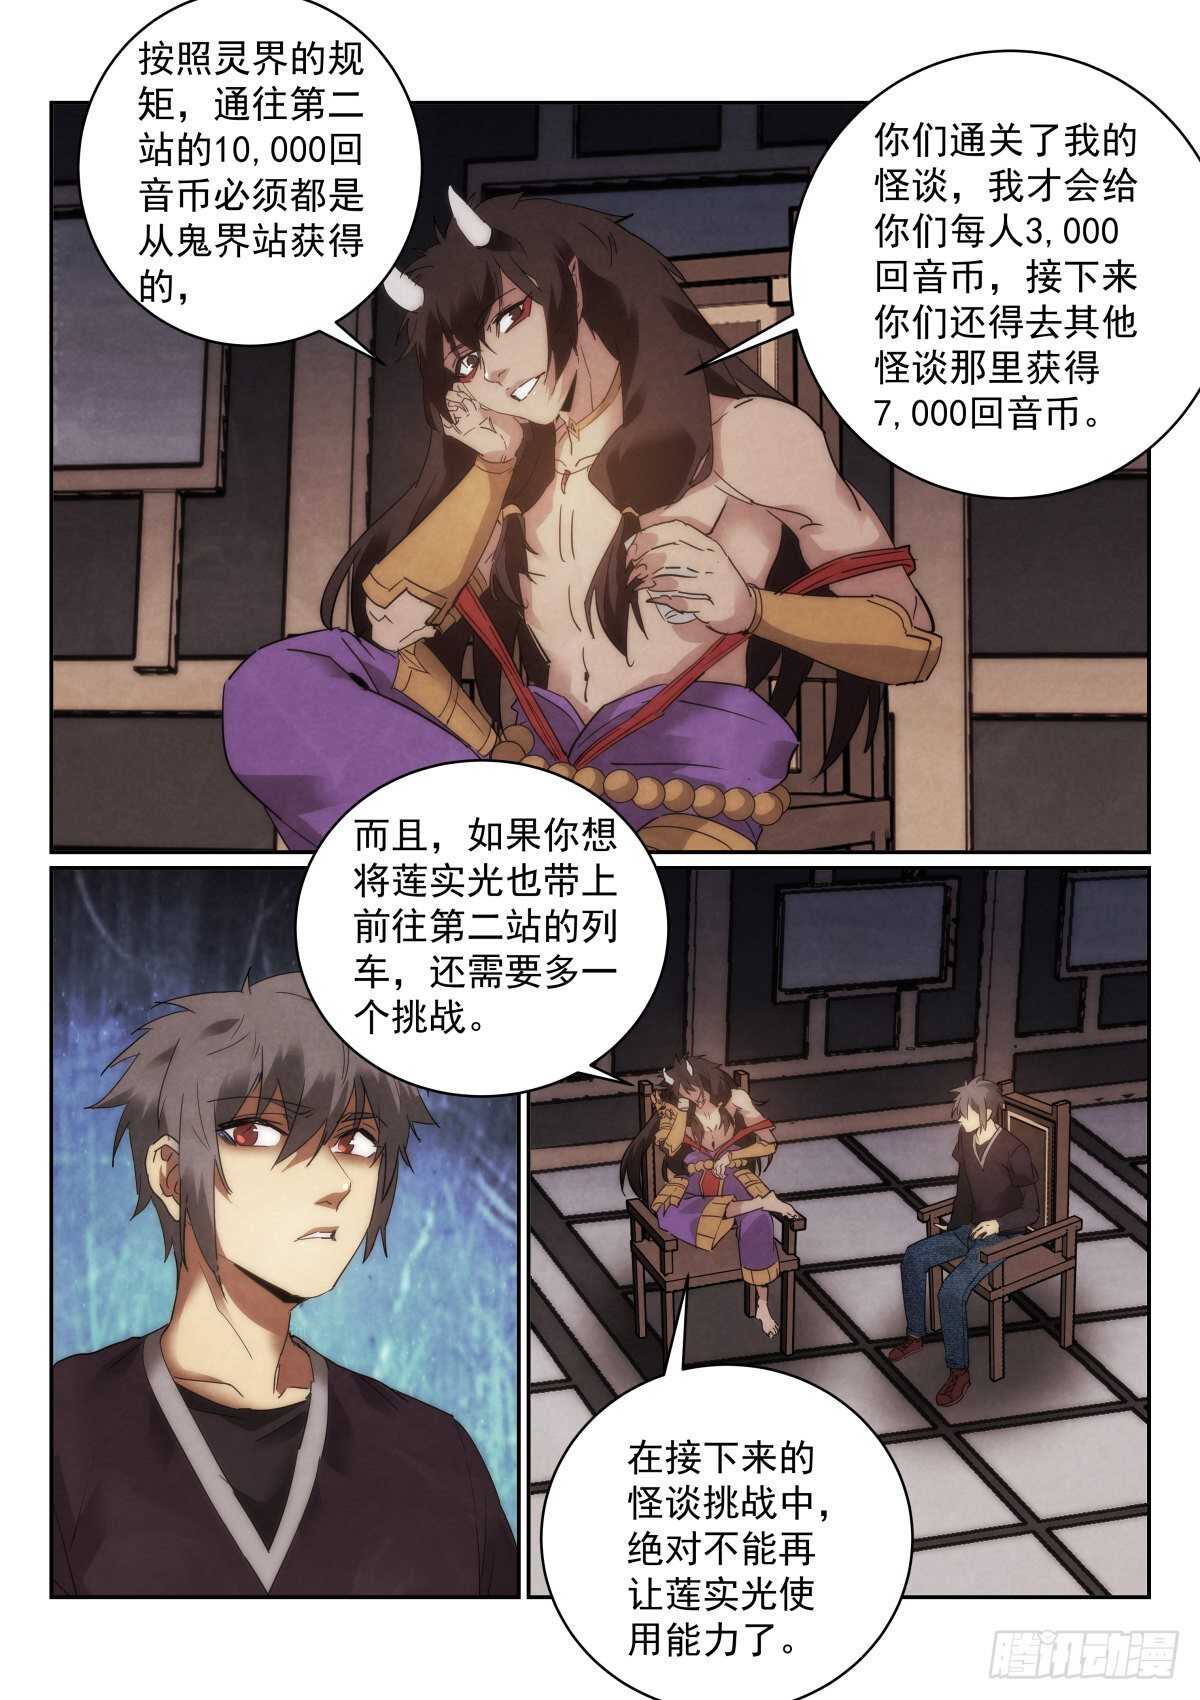 按照灵界的规
矩，通往第二
站的10,000回
音币必须都是
从鬼界站获得
的，
你们通关了我的
怪谈，我才会给
你们每人3,000
回音币，接下来
你们还得去其他
怪谈那里获得
7,000回音币。
而且，如果你想
将莲实光也带上
前往第二站的列
车，还需要多一
个挑战。
在接下来的
怪谈挑战中，
绝对不能再
让莲实光使
用能力了。
腾讯动漫